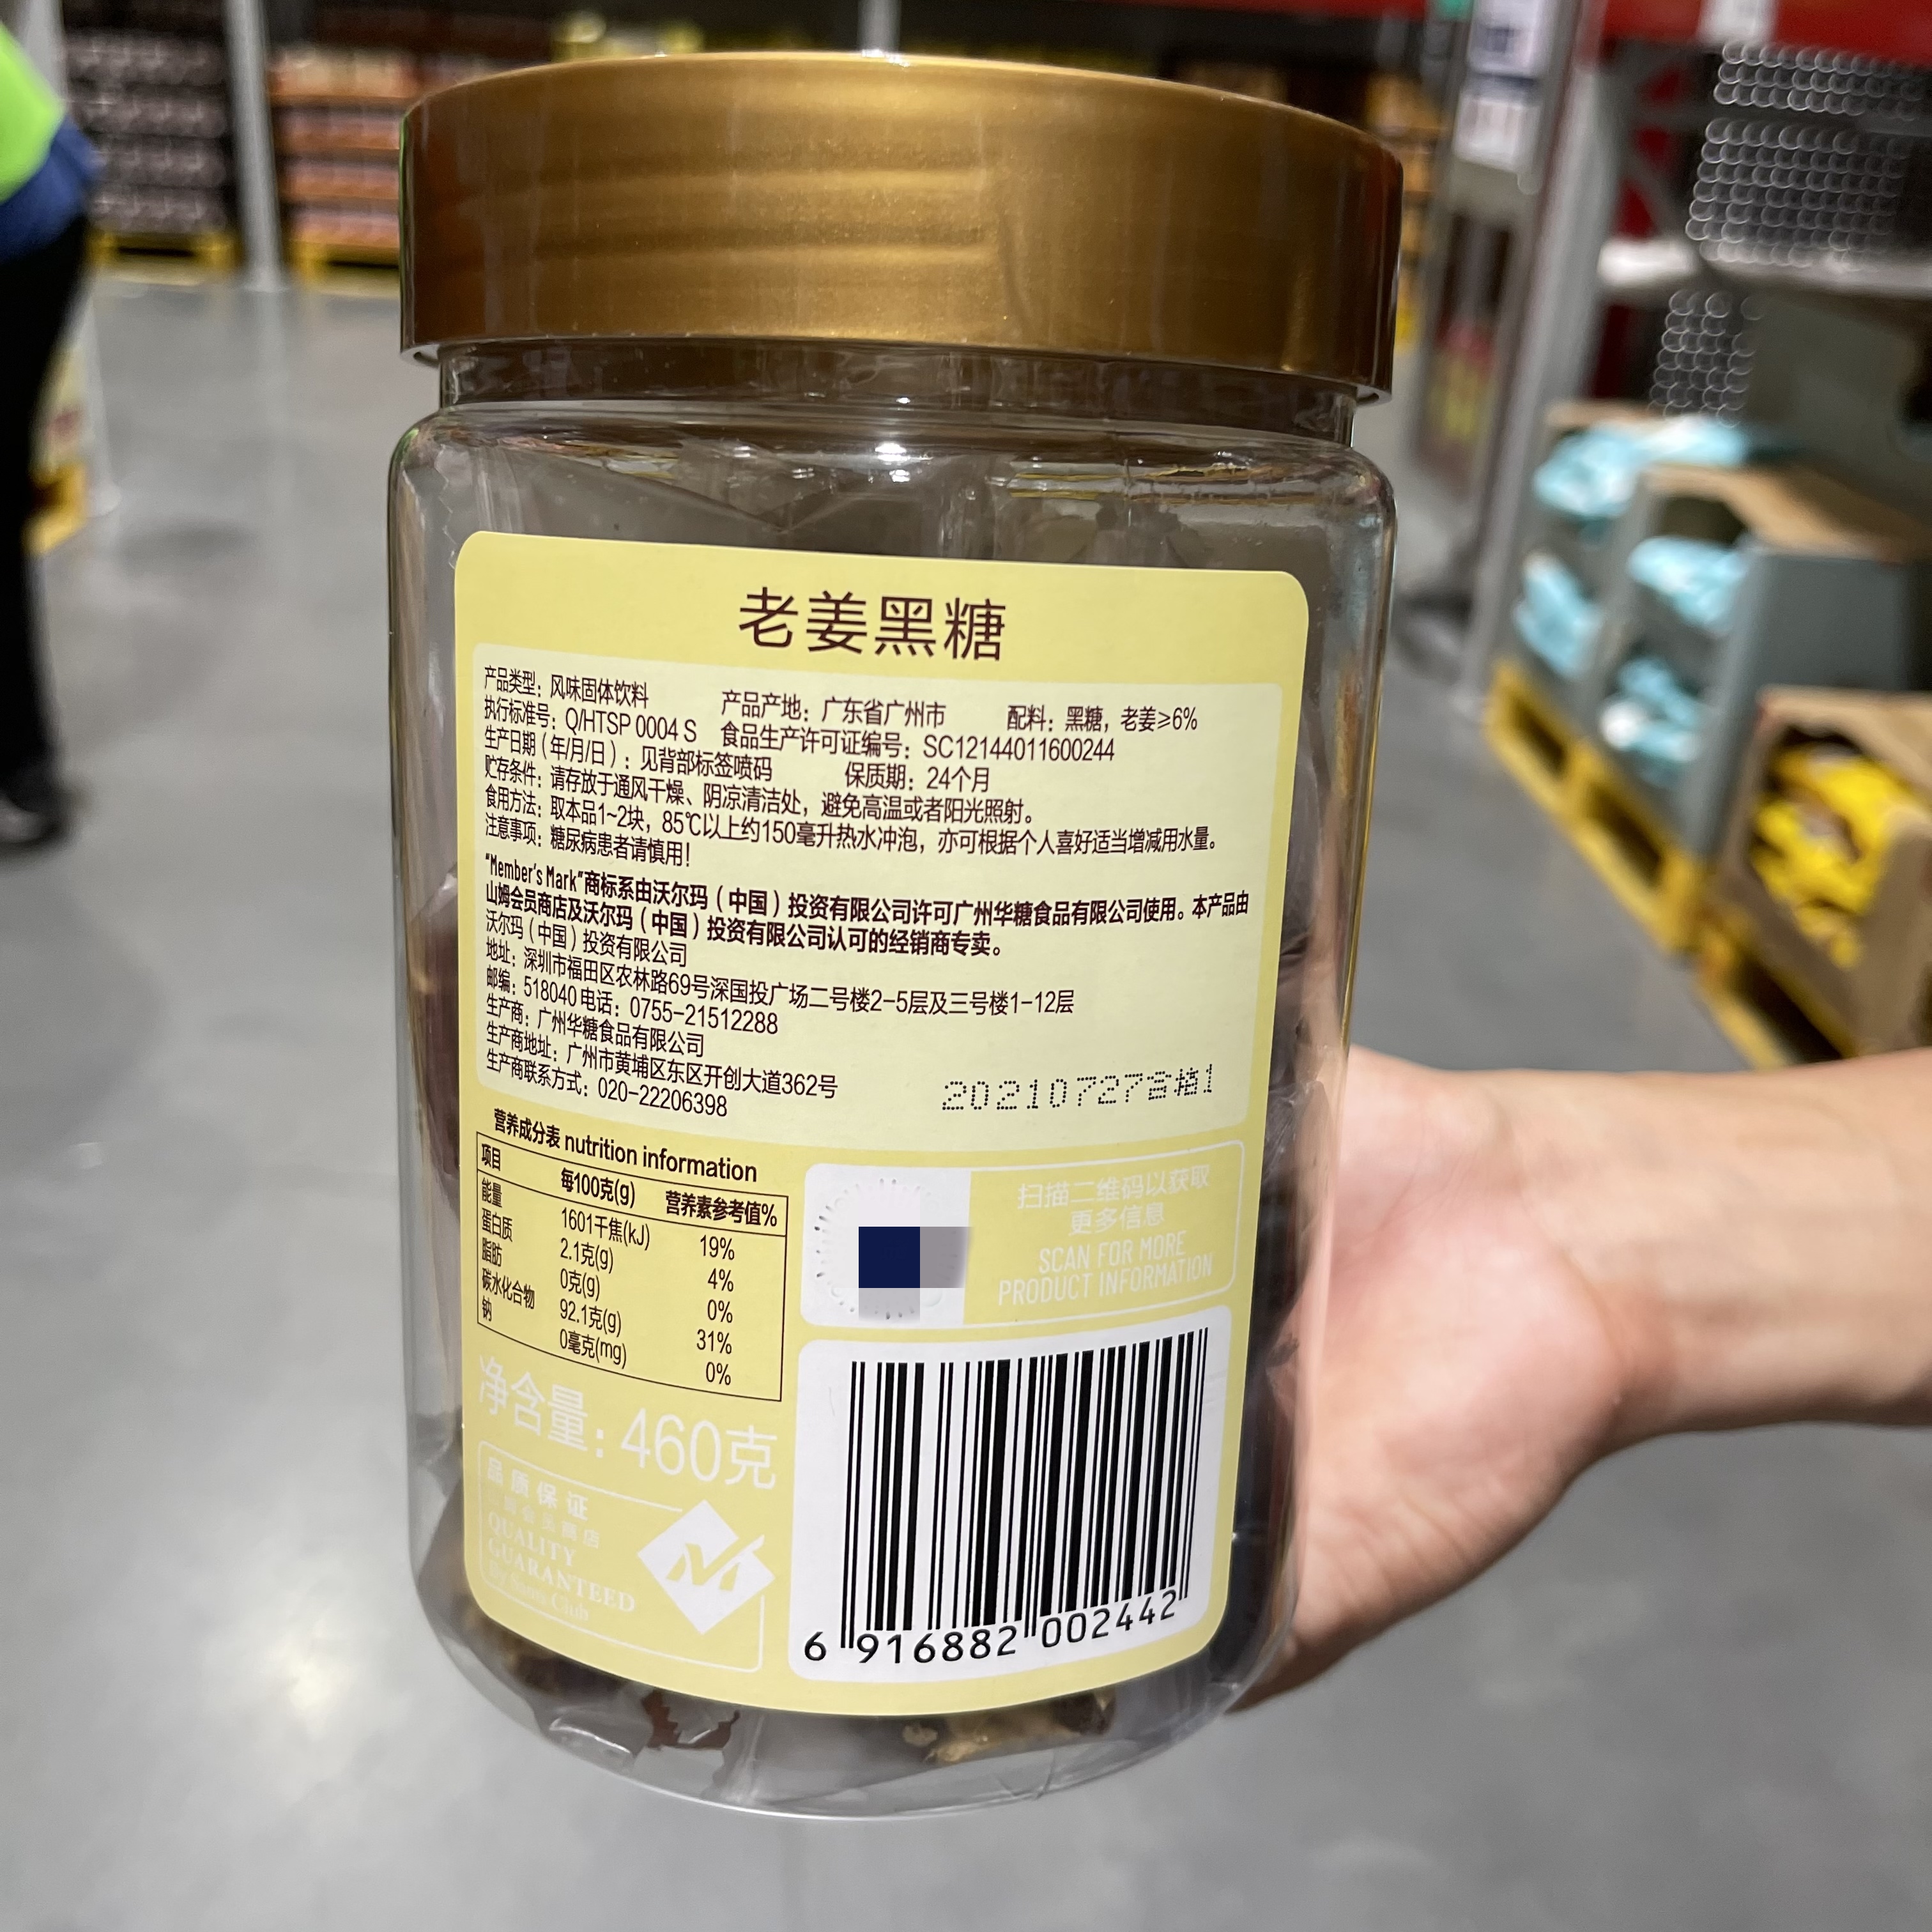 老姜黑糖
产品类型：风味固体饮料 产品产地：广东省广州市 配料：黑糖，老姜≥6%
执行标准号：Q/HTSP 0004 S 食品生产许可证编号：SC12144011600244
生产日期（年/月/日）：见背部标签喷码 保质期：24个月
贮存条件：请存放于通风干燥、阴凉清洁处，避免高温或者阳光照射。
食用方法：取本品1~2块，85℃以上约150毫升热水冲泡，亦可根据个人喜好适当增减用水量。
注意事项：糖尿病患者请慎用！
"Member's Mark"商标系由沃尔玛（中国）投资有限公司许可广州华糖食品有限公司使用。本产品由
山姆会员商店及沃尔玛（中国）投资有限公司认可的经销商专卖。
沃尔玛（中国）投资有限公司
地址：深圳市福田区农林路69号深国投广场二号楼2-5层及三号楼1-12层
邮编：518040 电话：0755-21512288
生产商：广州华糖食品有限公司
生产商地址：广州市黄埔区东区开创大道362号
生产商联系方式：020-22206398
20210727合格1
营养成分表 nutrition information
项目 每100克(g) 营养素参考值%
能量 1601千焦(kJ) 19%
蛋白质 2.1克(g) 4%
脂肪 0克(g) 0%
碳水化合物 92.1克(g) 31%
钠 0毫克(mg) 0%
扫描二维码以获取
更多信息
SCAN FOR MORE
PRODUCT INFORMATION
净含量：460克
品质保证
山姆会员商店
QUALITY
GUARANTEED
By Sam's Club
6 916882 002442